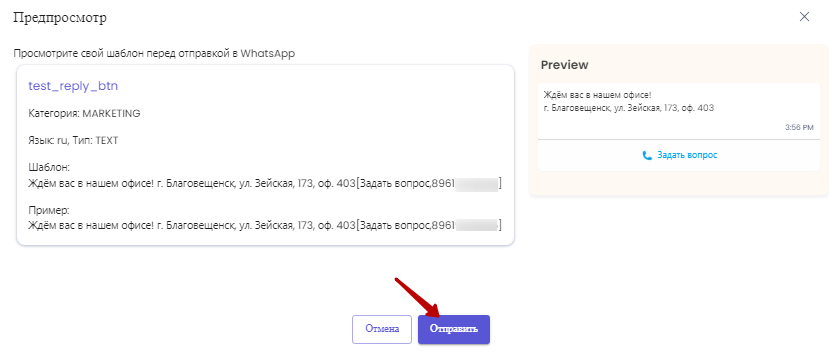 Предпросмотр
Просмотрите свой шаблон перед отправкой в WhatsApp
test_reply_btn
Категория: MARKETING
Язык: ru, Тип: TEXT
Шаблон:
Ждём вас в нашем офисе! г. Благовещенск, ул. Зейская, 173, оф. 403[Задать вопрос,8961 ]
Пример:
Ждём вас в нашем офисе! г. Благовещенск, ул. Зейская, 173, оф. 403[Задать вопрос,8961 ]
Preview
Ждём вас в нашем офисе!
г. Благовещенск, ул. Зейская, 173, оф. 403
3:56 PM
Задать вопрос
Отмена
Отправить